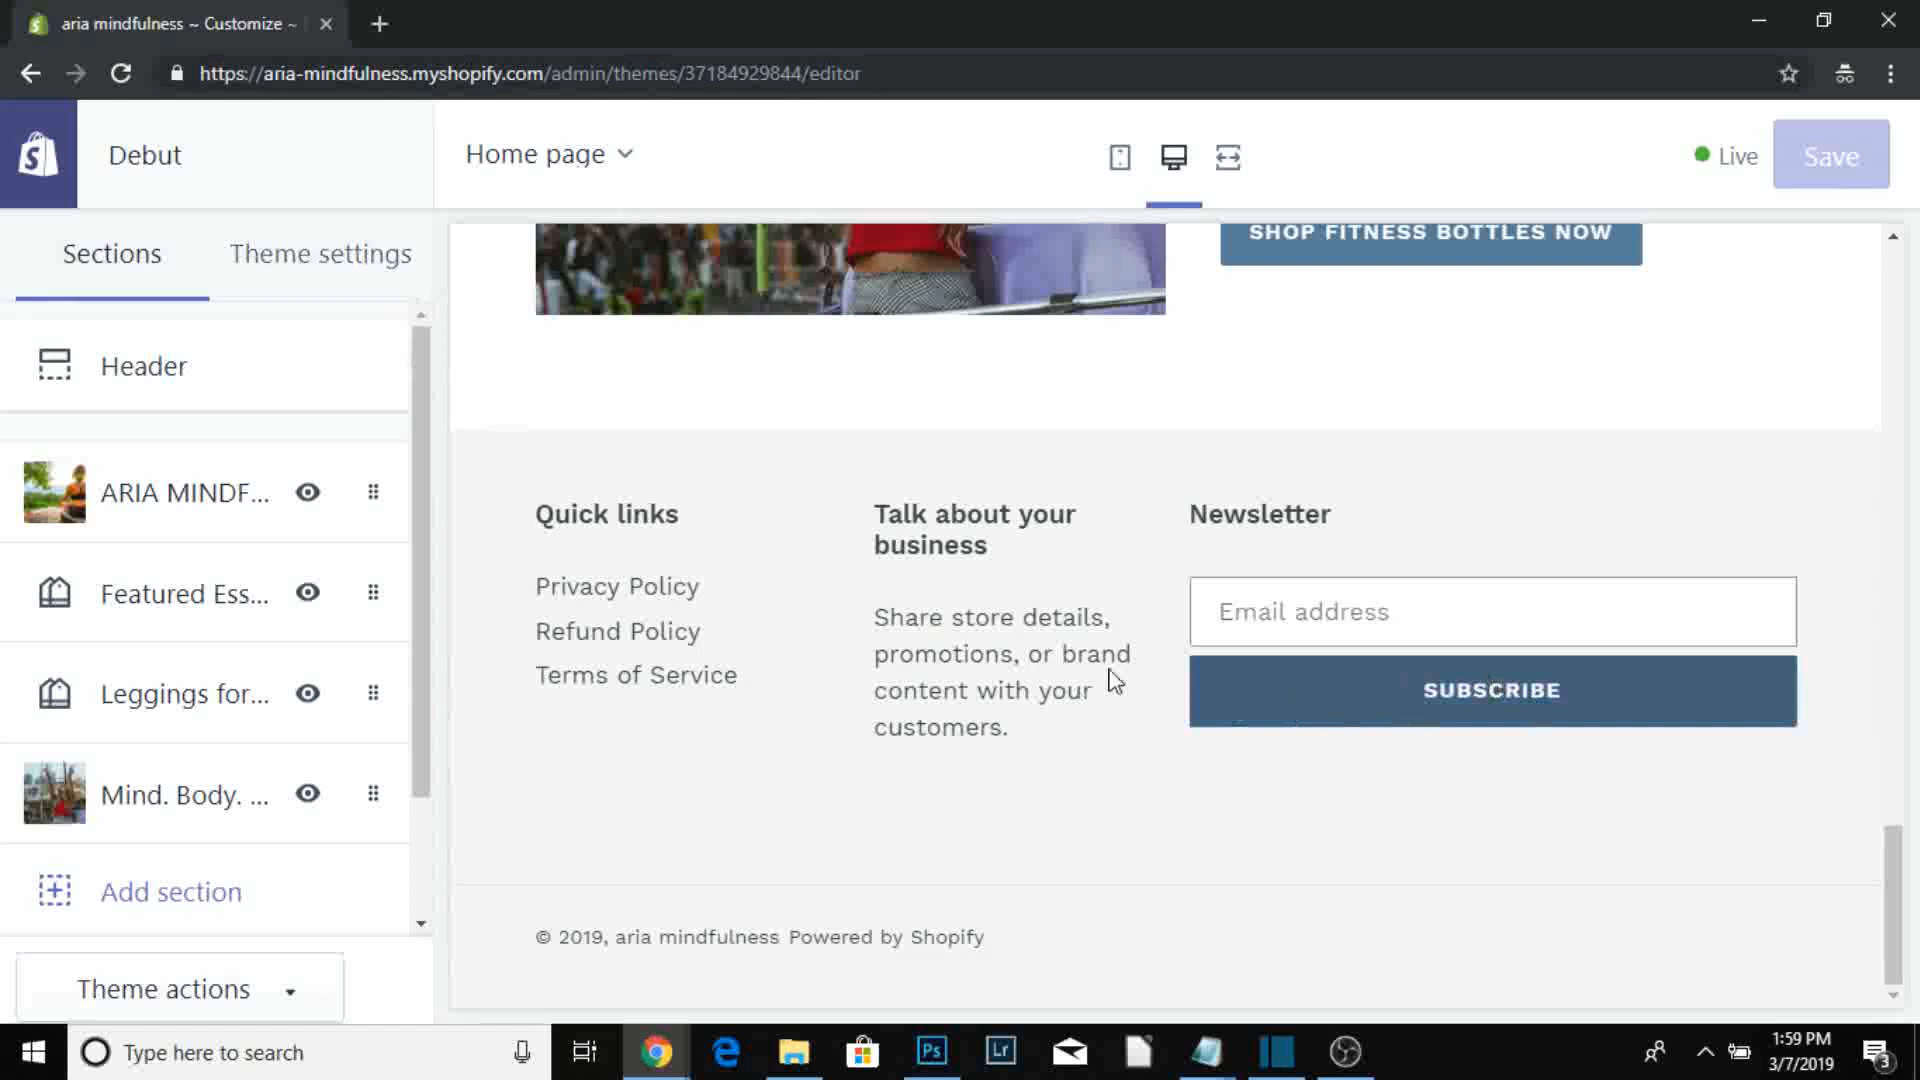 aria mindfulness ~ Customize ~
https://aria-mindfulness.myshopify.com/admin/themes/37184929844/editor
Debut
Home page
Live
Save
Sections
Theme settings
Header
ARIA MINDF...
Featured Ess...
Leggings for...
Mind. Body. ...
Add section
Theme actions
SHOP FITNESS BOTTLES NOW
Quick links
Privacy Policy
Refund Policy
Terms of Service
Talk about your
business
Share store details,
promotions, or brand
content with your
customers.
Newsletter
Email address
SUBSCRIBE
© 2019, aria mindfulness Powered by Shopify
Type here to search
Ps
Lr
1:59 PM
3/7/2019
3